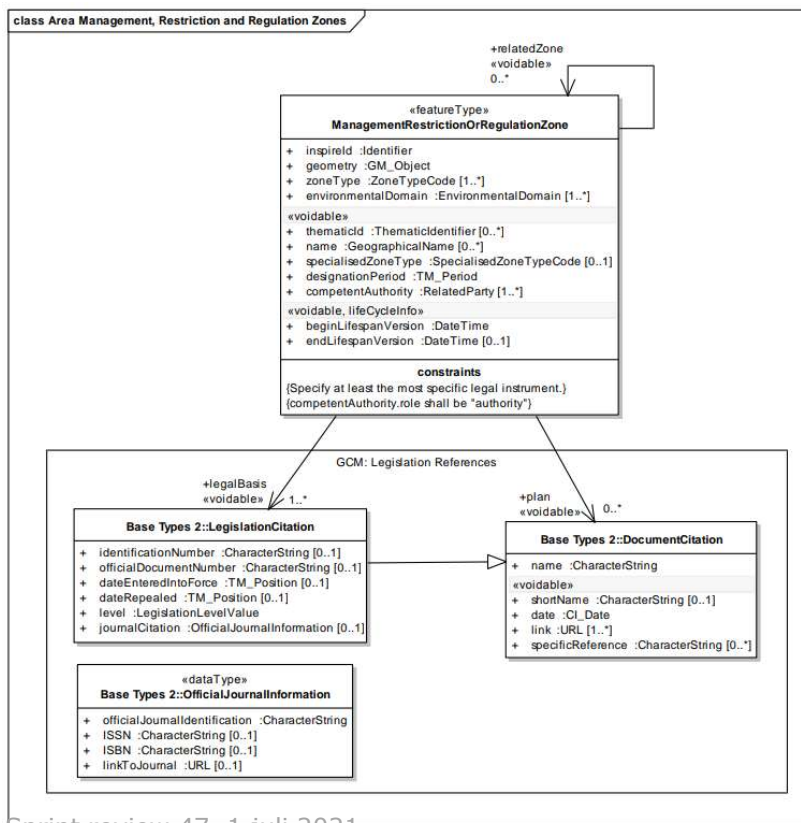 class Area Management, Restriction and Regulation Zones
+relatedZone
«voidable»
0..*
«featureType»
ManagementRestrictionOrRegulationZone
+ inspireId :Identifier
+ geometry :GM_Object
+ zoneType :ZoneTypeCode [1..*]
+ environmentalDomain :EnvironmentalDomain [1..*]
«voidable»
+ thematicId :ThematicIdentifier [0..*]
+ name :GeographicalName [0..*]
+ specialisedZoneType :SpecialisedZoneTypeCode [0..1]
+ designationPeriod :TM_Period
+ competentAuthority :RelatedParty [1..*]
«voidable, lifeCycleInfo»
+ beginLifespanVersion :DateTime
+ endLifespanVersion :DateTime [0..1]
constraints
{Specify at least the most specific legal instrument.}
{competentAuthority.role shall be "authority"}
GCM: Legislation References
+legalBasis
«voidable» 1..*
+plan
«voidable» 0..*
Base Types 2::LegislationCitation
+ identificationNumber :CharacterString [0..1]
+ officialDocumentNumber :CharacterString [0..1]
+ dateEnteredIntoForce :TM_Position [0..1]
+ dateRepealed :TM_Position [0..1]
+ level :LegislationLevelValue
+ journalCitation :OfficialJournalInformation [0..1]
Base Types 2::DocumentCitation
+ name :CharacterString
«voidable»
+ shortName :CharacterString [0..1]
+ date :CI_Date
+ link :URL [1..*]
+ specificReference :CharacterString [0..*]
«dataType»
Base Types 2::OfficialJournalInformation
+ officialJournalIdentification :CharacterString
+ ISSN :CharacterString [0..1]
+ ISBN :CharacterString [0..1]
+ linkToJournal :URL [0..1]
Sprint review 47, 1 juli 2021